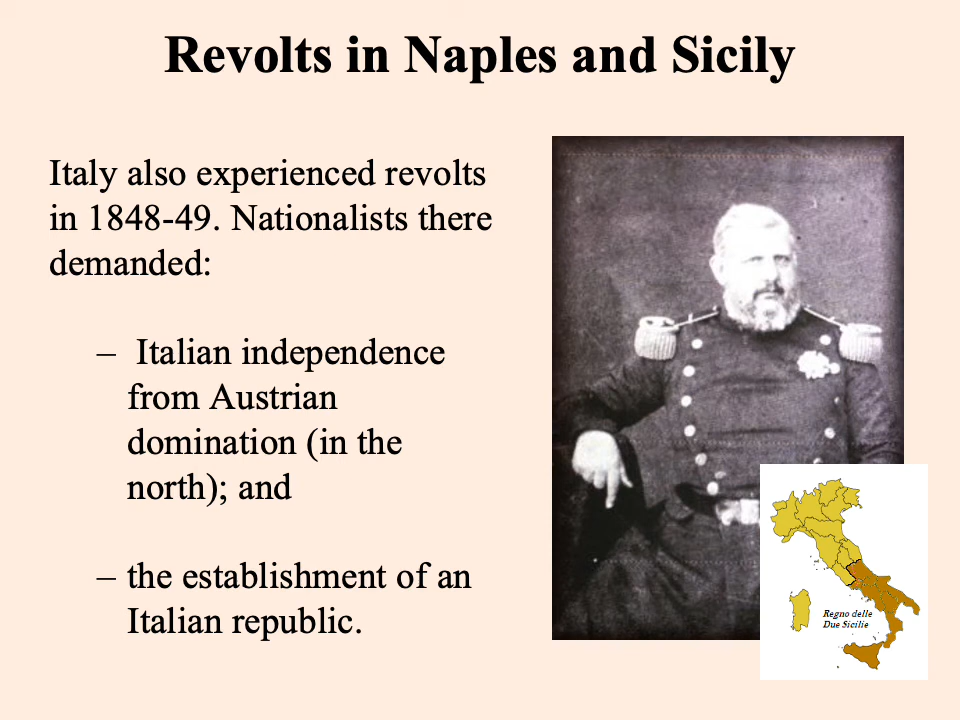 Revolts in Naples and Sicily
Italy also experienced revolts
in 1848-49. Nationalists there
demanded:
– Italian independence
from Austrian
domination (in the
north); and
– the establishment of an
Italian republic.
Regno delle
Due Sicilie